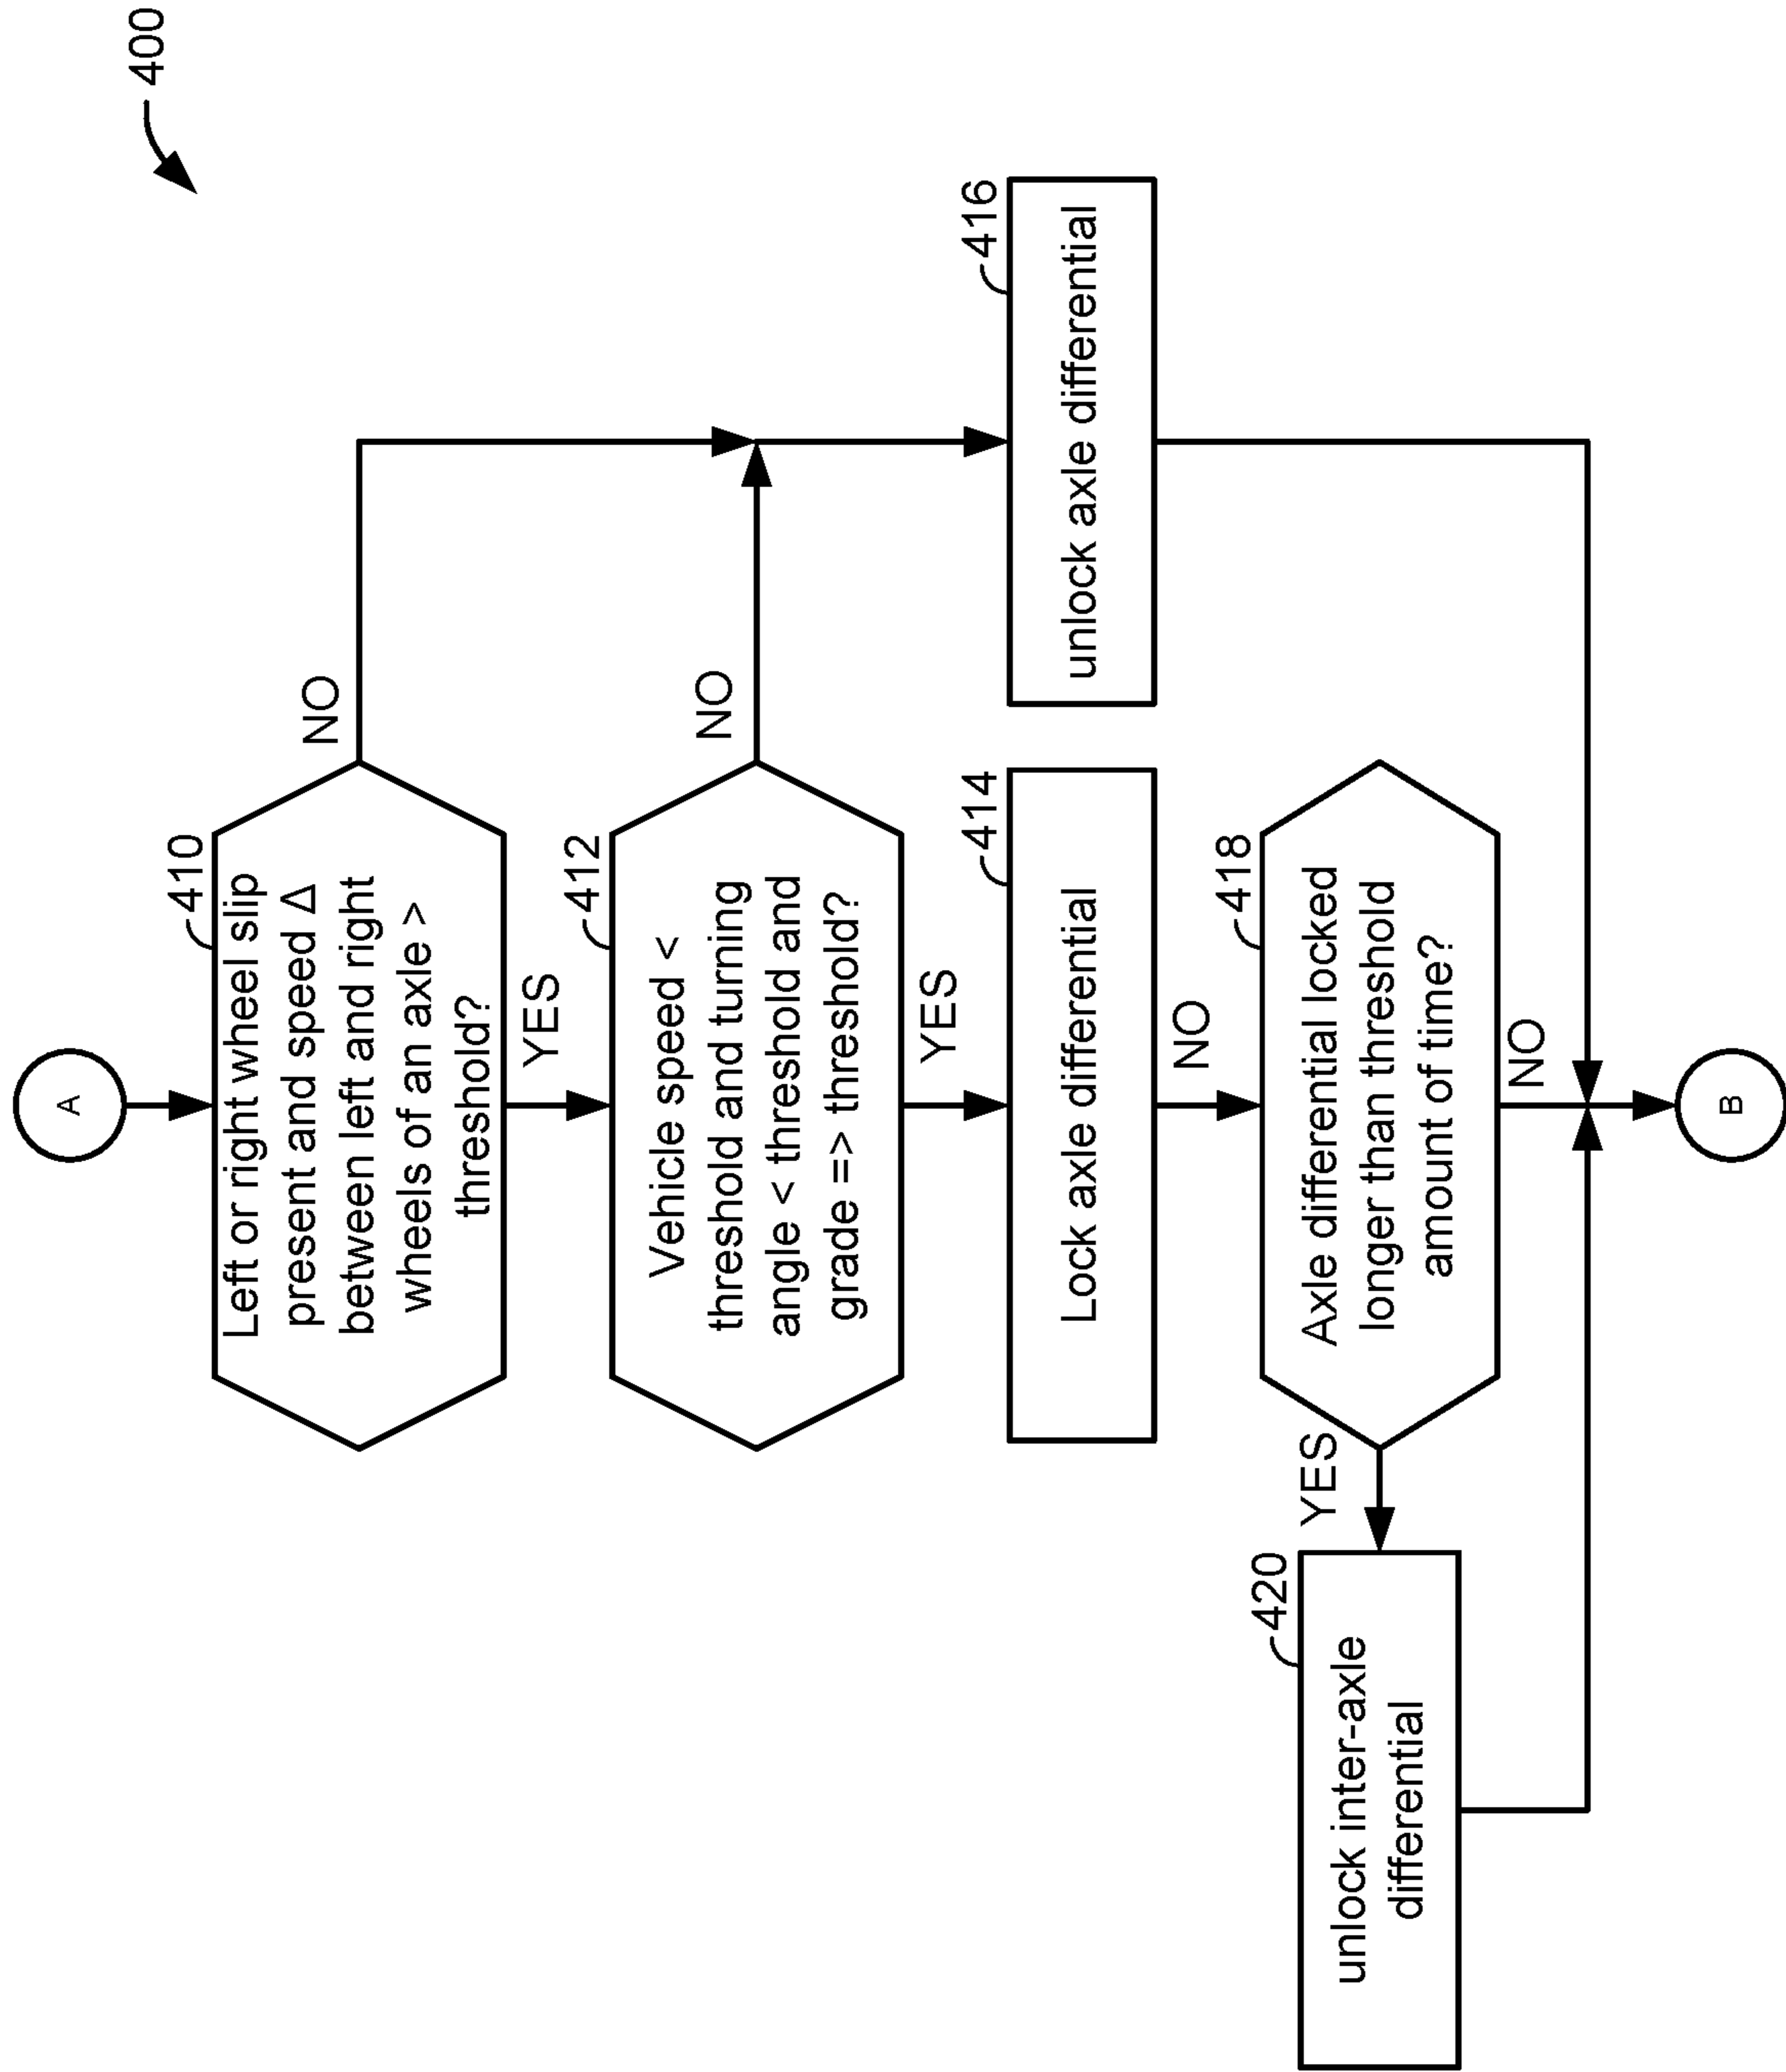 400
A
410
Left or right wheel slip
present and speed Δ
between left and right
wheels of an axle >
threshold?
NO
YES
412
Vehicle speed <
threshold and turning
angle < threshold and
grade => threshold?
NO
YES
414
Lock axle differential
416
unlock axle differential
NO
418
Axle differential locked
longer than threshold
amount of time?
YES
NO
420
unlock inter-axle
differential
B